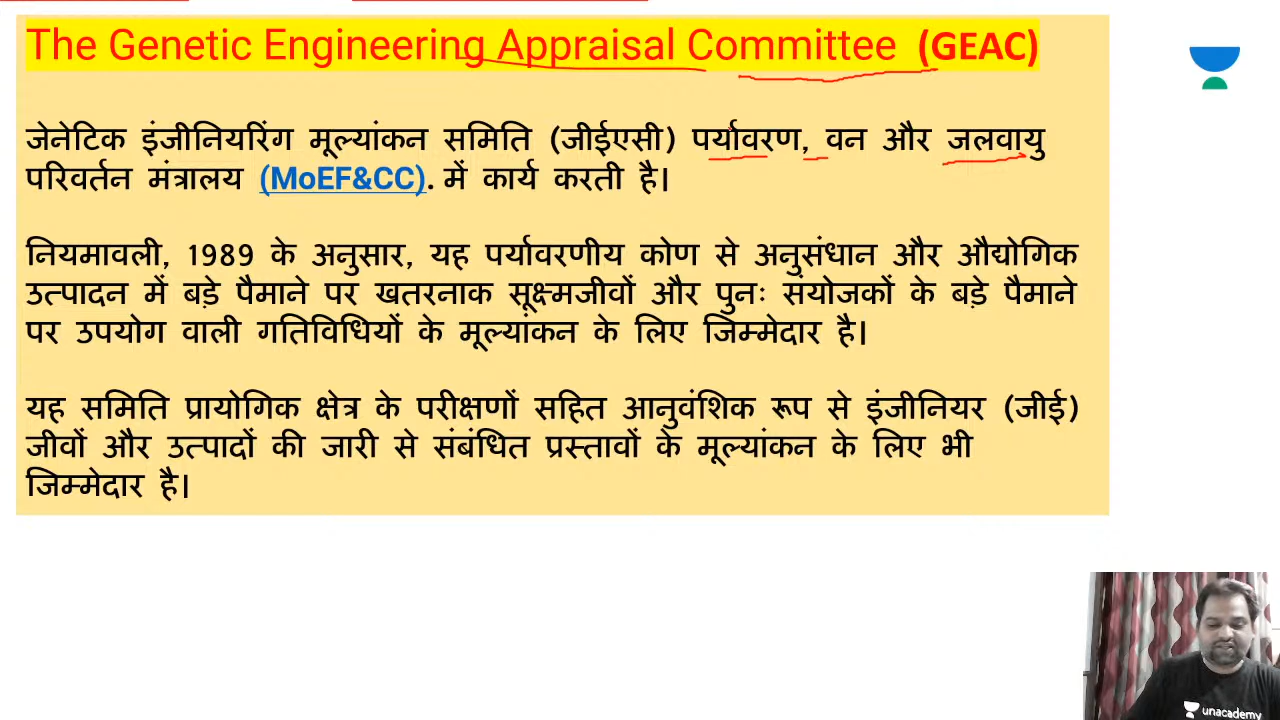 The Genetic Engineering Appraisal Committee (GEAC)
जेनेटिक इंजीनियरिंग मूल्यांकन समिति (जीईएसी) पर्यावरण, वन और जलवायु
परिवर्तन मंत्रालय (MoEF&CC). में कार्य करती है।
नियमावली, 1989 के अनुसार, यह पर्यावरणीय कोण से अनुसंधान और औद्योगिक
उत्पादन में बड़े पैमाने पर खतरनाक सूक्ष्मजीवों और पुनः संयोजकों के बड़े पैमाने
पर उपयोग वाली गतिविधियों के मूल्यांकन के लिए जिम्मेदार है।
यह समिति प्रायोगिक क्षेत्र के परीक्षणों सहित आनुवंशिक रूप से इंजीनियर (जीई)
जीवों और उत्पादों की जारी से संबंधित प्रस्तावों के मूल्यांकन के लिए भी
जिम्मेदार है।
unacademy